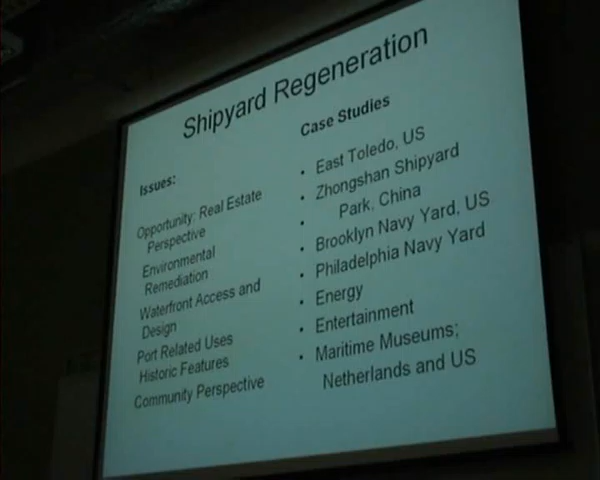 Shipyard Regeneration
Issues:
Opportunity: Real Estate
Perspective
Environmental
Remediation
Waterfront Access and
Design
Port Related Uses
Historic Features
Community Perspective
Case Studies
• East Toledo, US
• Zhongshan Shipyard
• Park, China
• Brooklyn Navy Yard, US
• Philadelphia Navy Yard
• Energy
• Entertainment
• Maritime Museums;
Netherlands and US